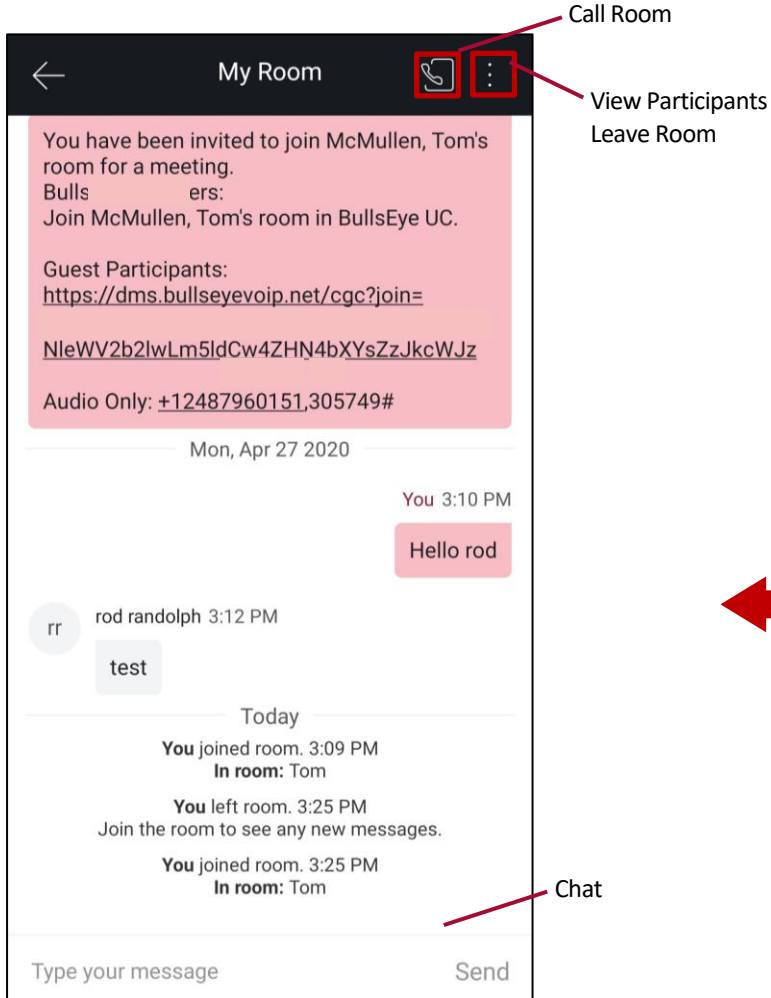 Call Room
My Room
View Participants
Leave Room
You have been invited to join McMullen, Tom's
room for a meeting.
Bulls ers:
Join McMullen, Tom's room in BullsEye UC.
Guest Participants:
https://dms.bullseyevoip.net/cgc?join=
NleWV2b2lwLm5ldCw4ZHN4bXYsZzJkcWJz
Audio Only: +12487960151,305749#
Mon, Apr 27 2020
You 3:10 PM
Hello rod
rr
rod randolph 3:12 PM
test
Today
You joined room. 3:09 PM
In room: Tom
You left room. 3:25 PM
Join the room to see any new messages.
You joined room. 3:25 PM
In room: Tom
Chat
Type your message
Send